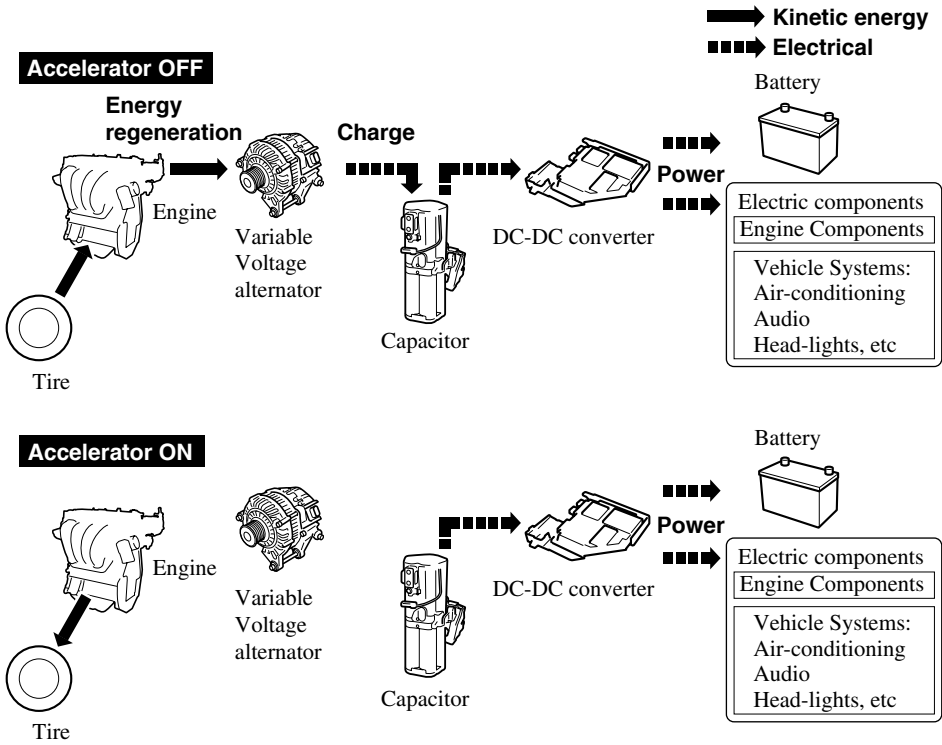 Kinetic energy
Electrical
Accelerator OFF
Battery
Energy
regeneration
Charge
Engine
Variable
Voltage
alternator
Capacitor
DC-DC converter
Power
Electric components
Engine Components
Vehicle Systems:
Air-conditioning
Audio
Head-lights, etc
Tire
Accelerator ON
Battery
Engine
Variable
Voltage
alternator
Capacitor
DC-DC converter
Power
Electric components
Engine Components
Vehicle Systems:
Air-conditioning
Audio
Head-lights, etc
Tire